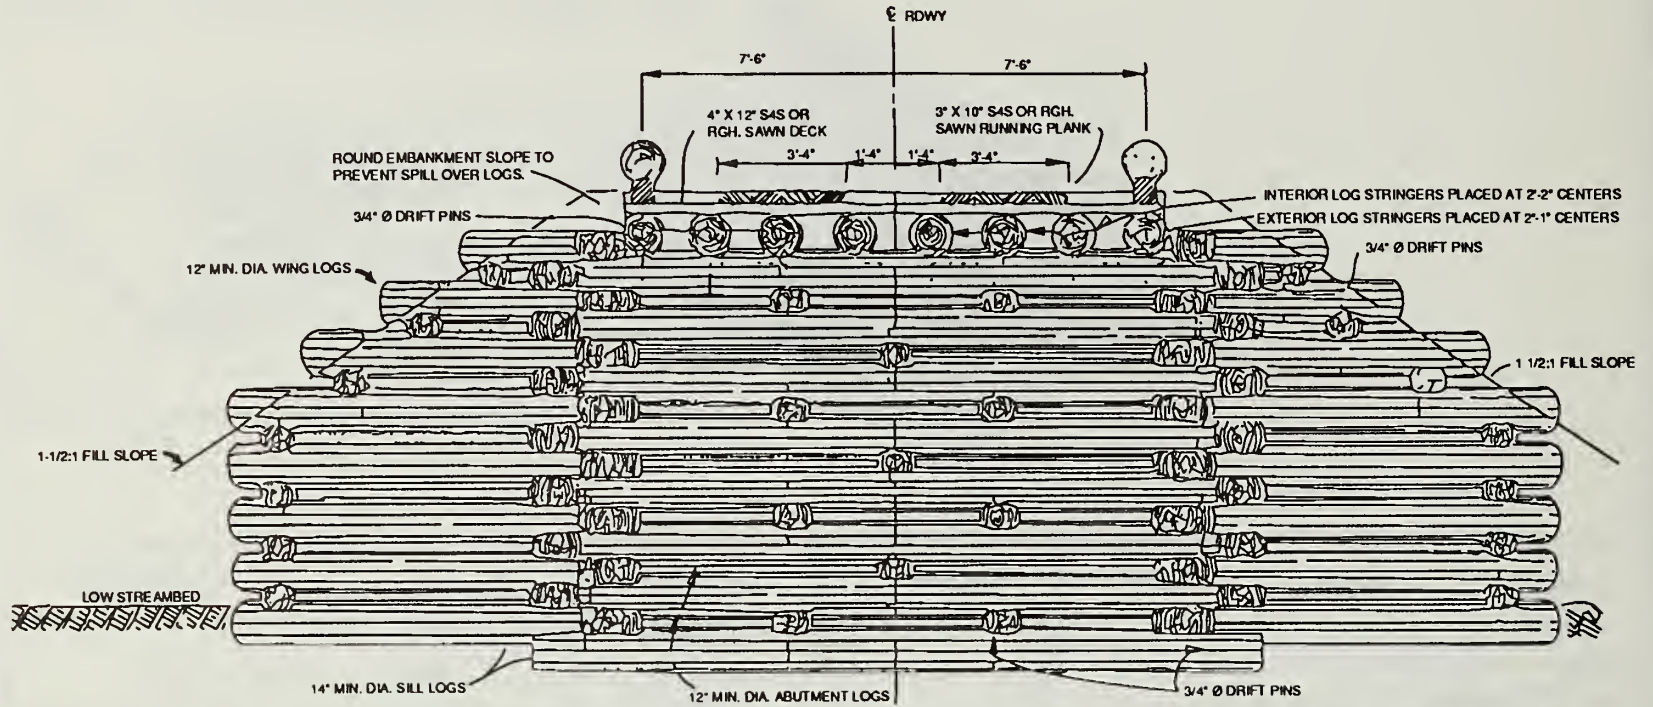 ℄ RDWY
7'-6"
7'-6"
4" X 12" S4S OR
RGH. SAWN DECK
3" X 10" S4S OR RGH.
SAWN RUNNING PLANK
3'-4"
1'-4"
1'-4"
3'-4"
ROUND EMBANKMENT SLOPE TO
PREVENT SPILL OVER LOGS.
INTERIOR LOG STRINGERS PLACED AT 2'-2" CENTERS
3/4" Ø DRIFT PINS
EXTERIOR LOG STRINGERS PLACED AT 2"-1" CENTERS
3/4" Ø DRIFT PINS
12" MIN. DIA. WING LOGS
1 1/2:1 FILL SLOPE
1-1/2:1 FILL SLOPE
LOW STREAMBED
14" MIN. DIA. SILL LOGS
12" MIN. DIA. ABUTMENT LOGS
3/4" Ø DRIFT PINS